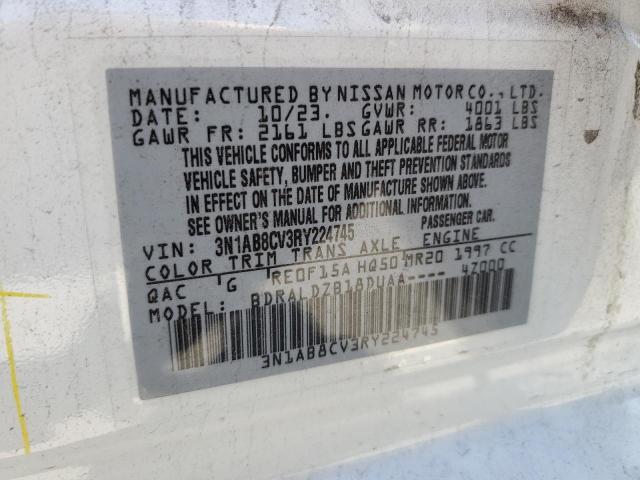 MANUFACTURED BY NISSAN MOTOR CO., LTD.
DATE: 10/23. GVWR: 4001 LBS
GAWR FR: 2161 LBS GAWR RR: 1863 LBS
THIS VEHICLE CONFORMS TO ALL APPLICABLE FEDERAL MOTOR
VEHICLE SAFETY, BUMPER AND THEFT PREVENTION STANDARDS
IN EFFECT ON THE DATE OF MANUFACTURE SHOWN ABOVE.
SEE OWNER'S MANUAL FOR ADDITIONAL INFORMATION.
VIN: 3N1AB8CV3RY224745 PASSENGER CAR.
COLOR TRIM TRANS AXLE ENGINE
QAC G RE0F15A HQ50 MR20 1997 CC
MODEL: BDRALDZB18DUAA---- 47000
3N1AB8CV3RY224745